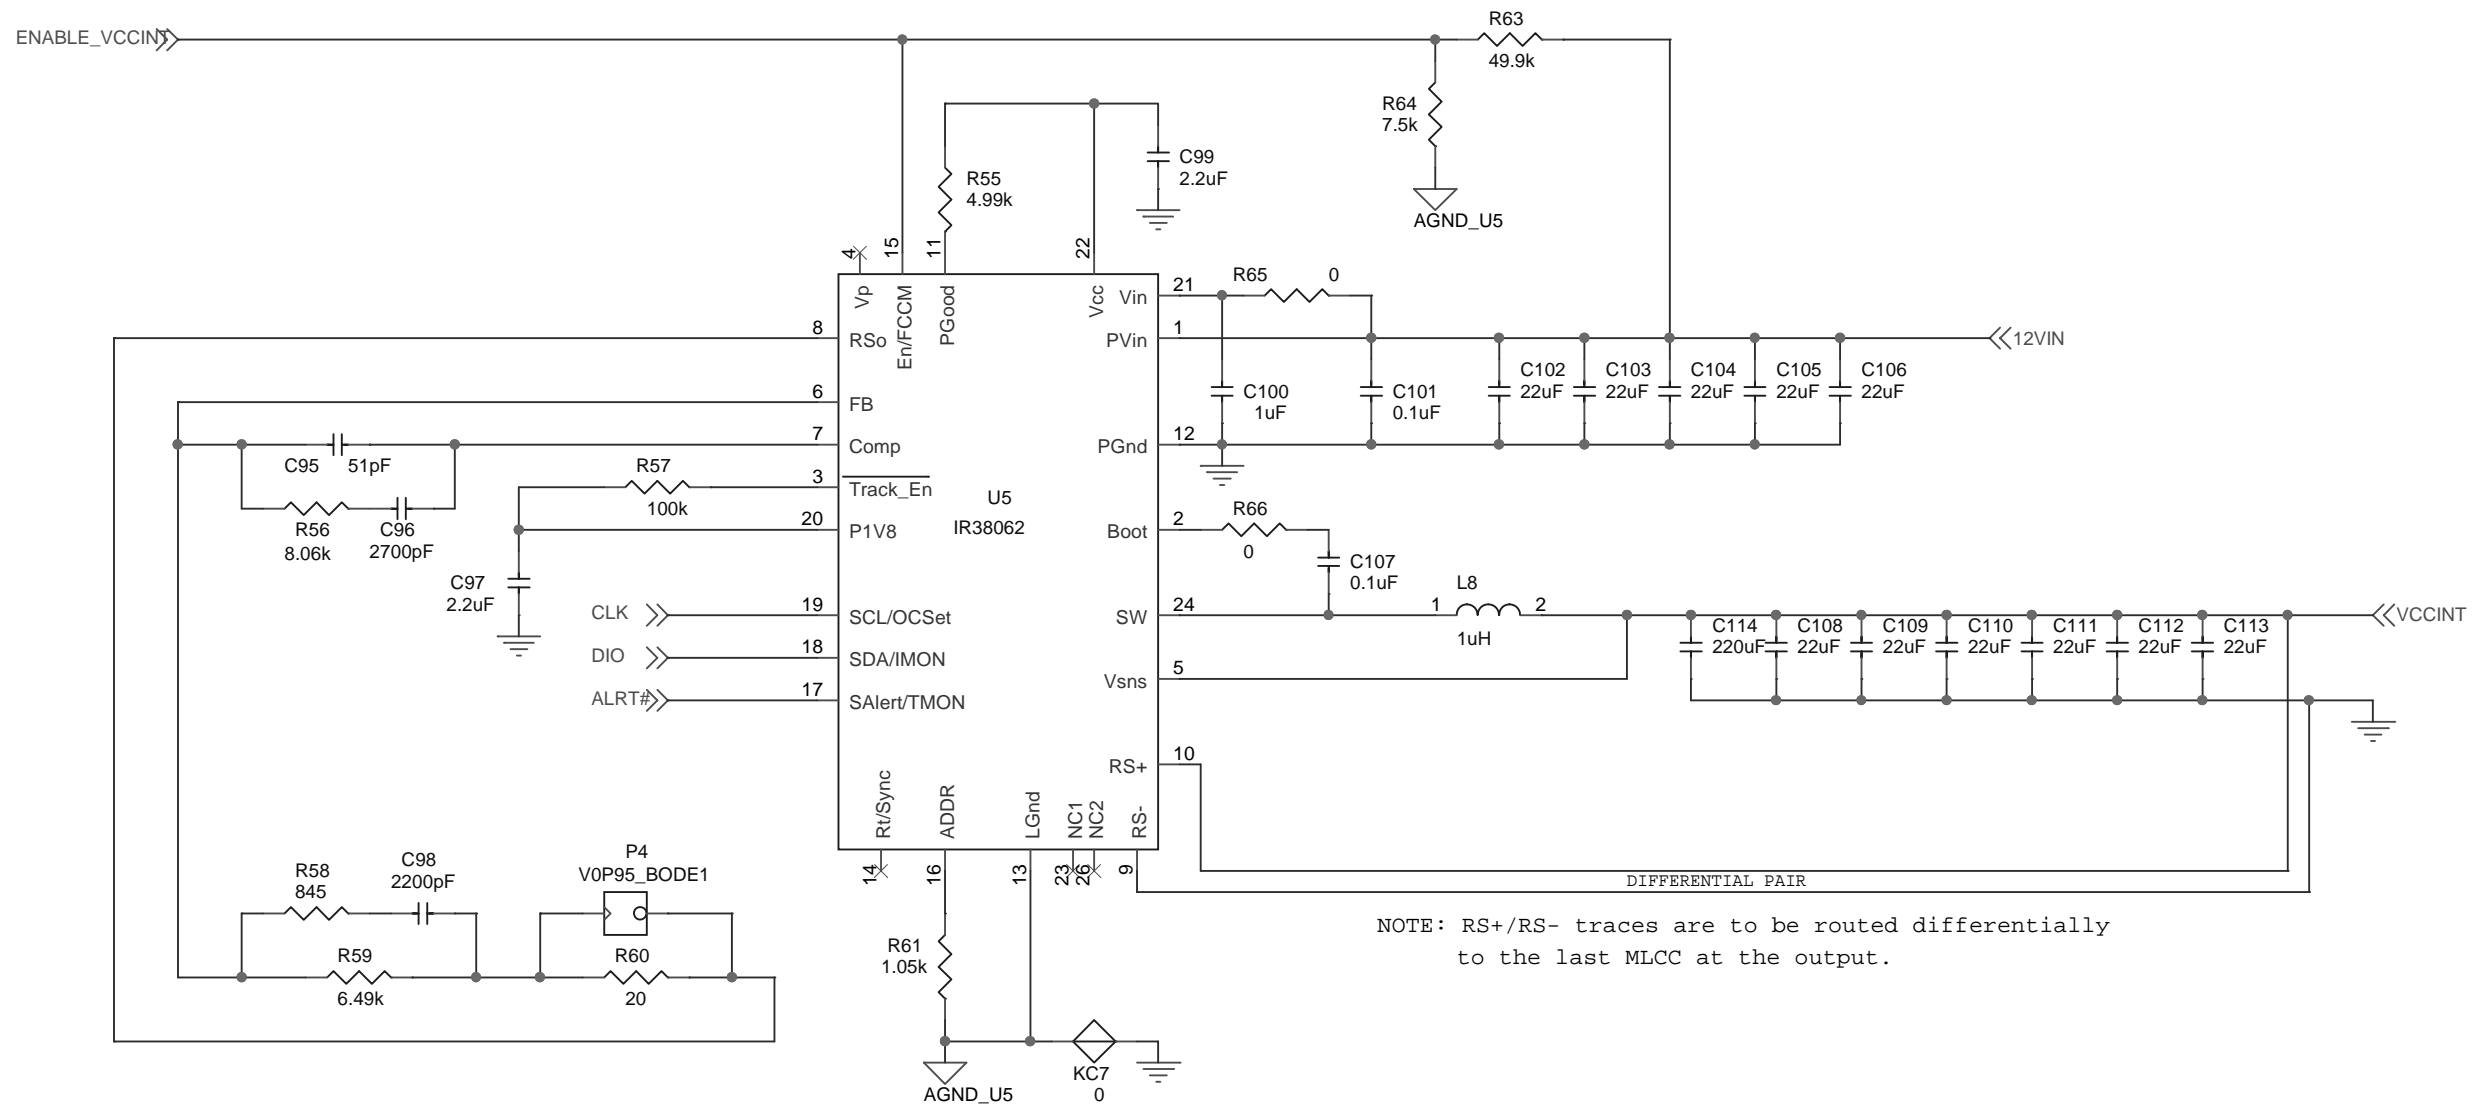 R63
ENABLE_VCCINT
49.9k
R64
7.5k
AGND_U5
C99
2.2uF
R55
4.99k
4
15
11
22
Vp
En/FCCM
PGood
Vcc
R65
0
21
Vin
1
PVin
12VIN
8
RSo
6
FB
7
Comp
3
Track_En
20
P1V8
19
SCL/OCSet
18
SDA/IMON
17
SAlert/TMON
U5
IR38062
C100
1uF
C101
0.1uF
C102
22uF
C103
22uF
C104
22uF
C105
22uF
C106
22uF
12
PGnd
C95
51pF
R56
8.06k
C96
2700pF
R57
100k
C97
2.2uF
CLK
DIO
ALRT#
2
Boot
R66
0
C107
0.1uF
24
SW
L8
1
2
1uH
5
Vsns
C114
220uF
C108
22uF
C109
22uF
C110
22uF
C111
22uF
C112
22uF
C113
22uF
VCCINT
10
RS+
Rt/Sync
ADDR
LGnd
NC1
NC2
RS-
14
16
13
23
26
9
DIFFERENTIAL PAIR
NOTE: RS+/RS- traces are to be routed differentially
to the last MLCC at the output.
R58
845
C98
2200pF
P4
V0P95_BODE1
R59
6.49k
R60
20
R61
1.05k
AGND_U5
KC7
0